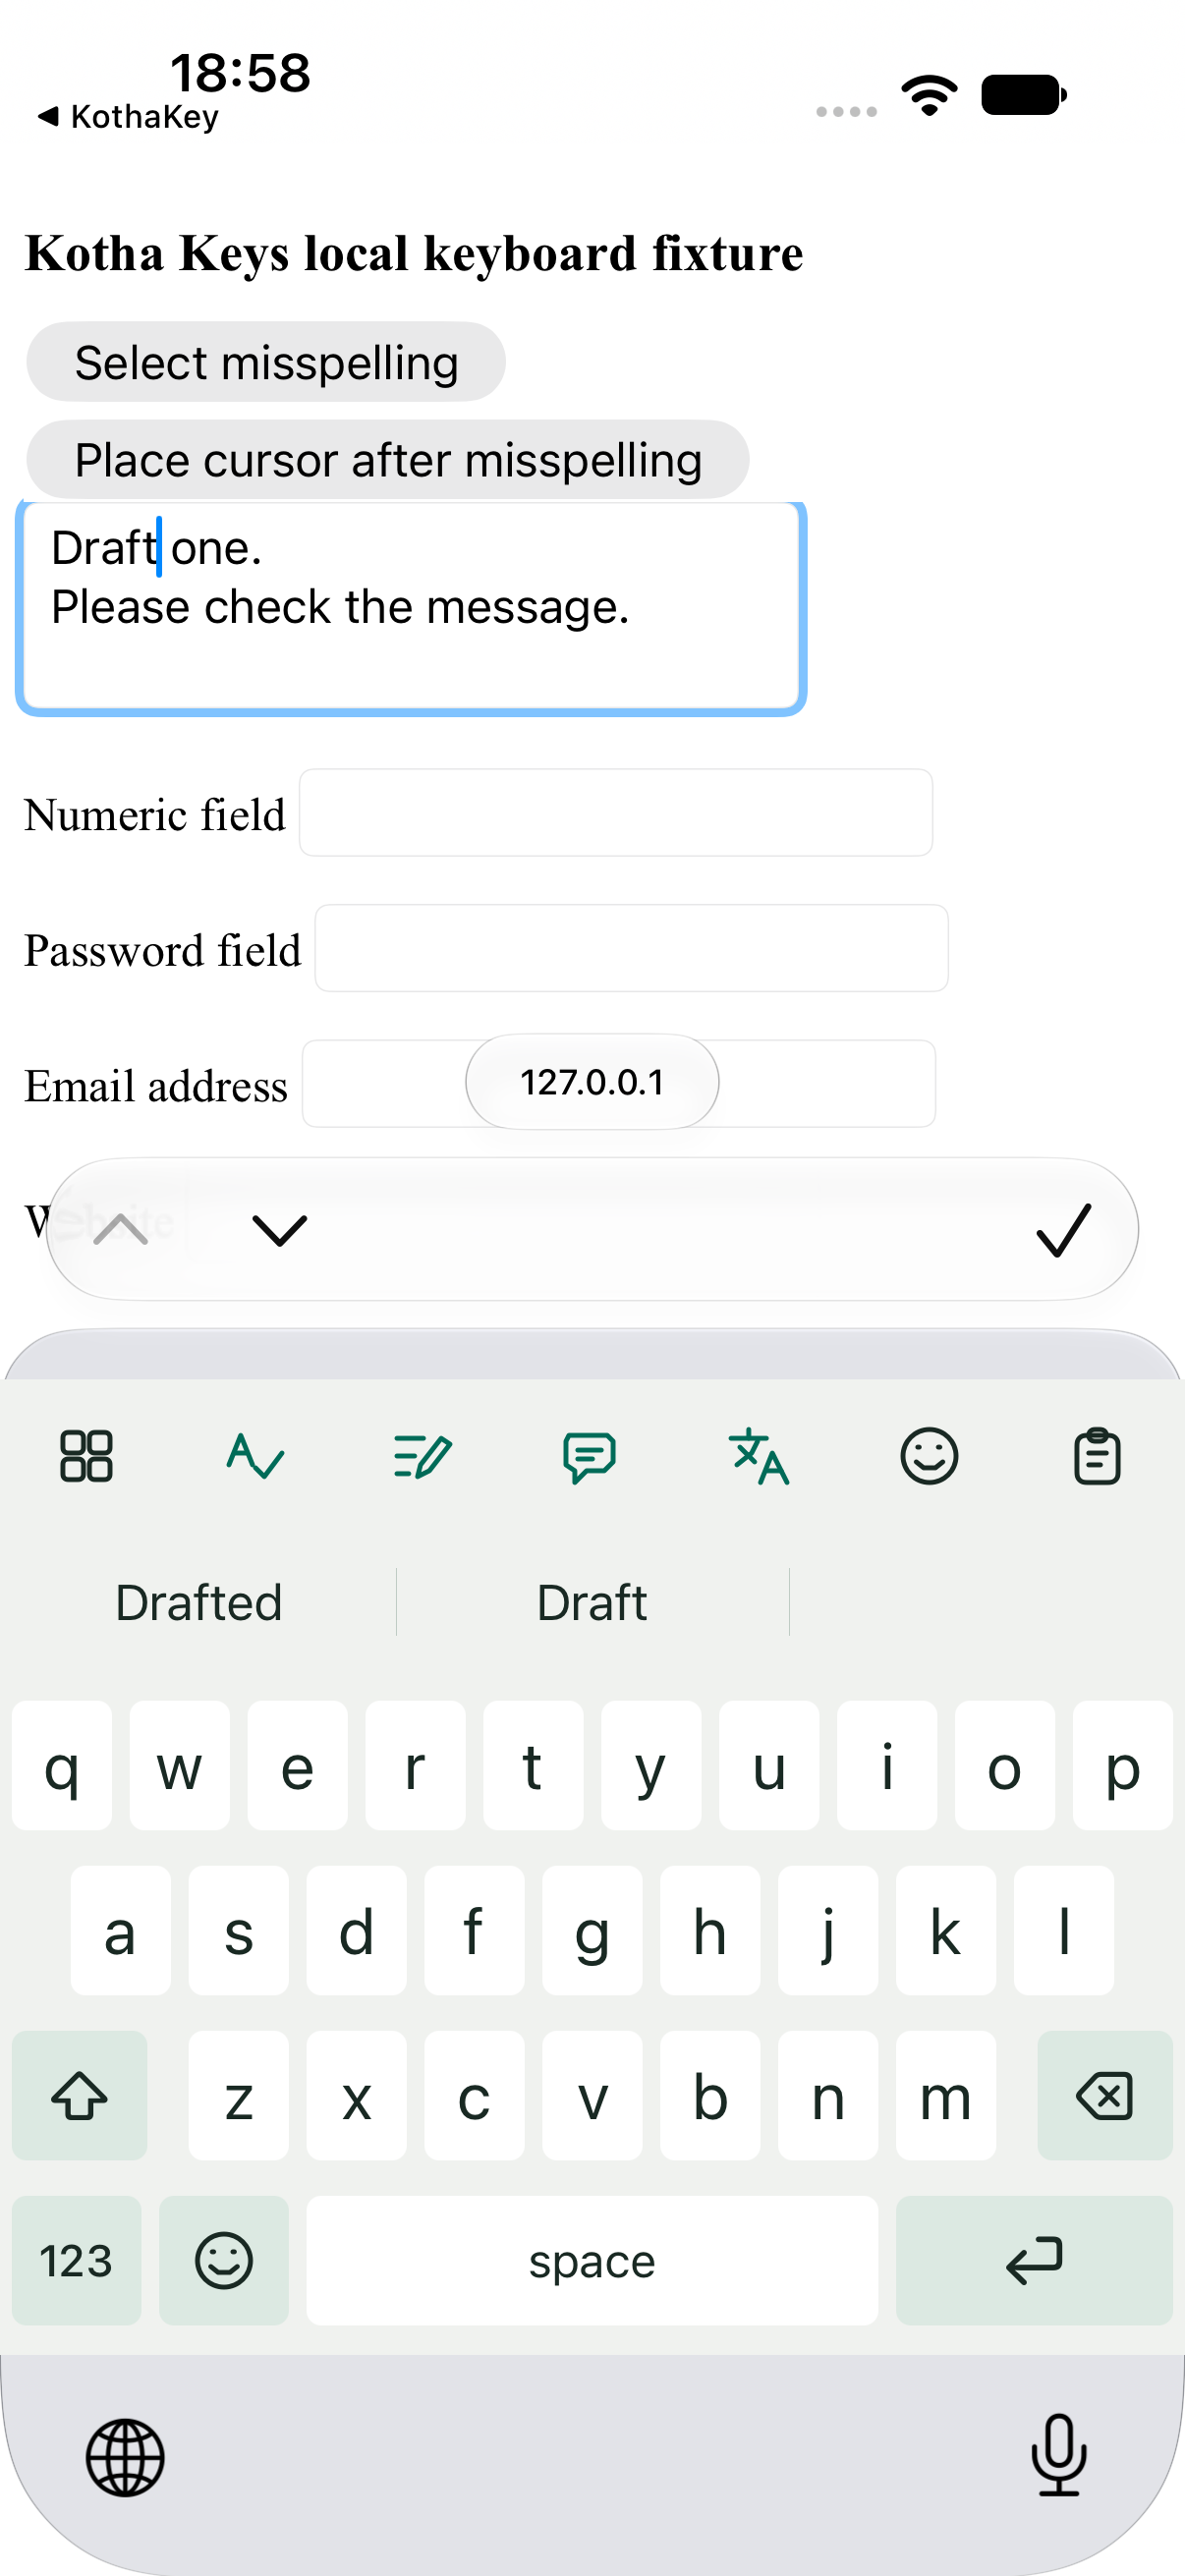 18:58
KothaKey
Kotha Keys local keyboard fixture
Select misspelling
Place cursor after misspelling
Draft one.
Please check the message.
Numeric field
Password field
Email address
127.0.0.1
Website
Drafted Draft
q w e r t y u i o p
a s d f g h j k l
z x c v b n m
123 space